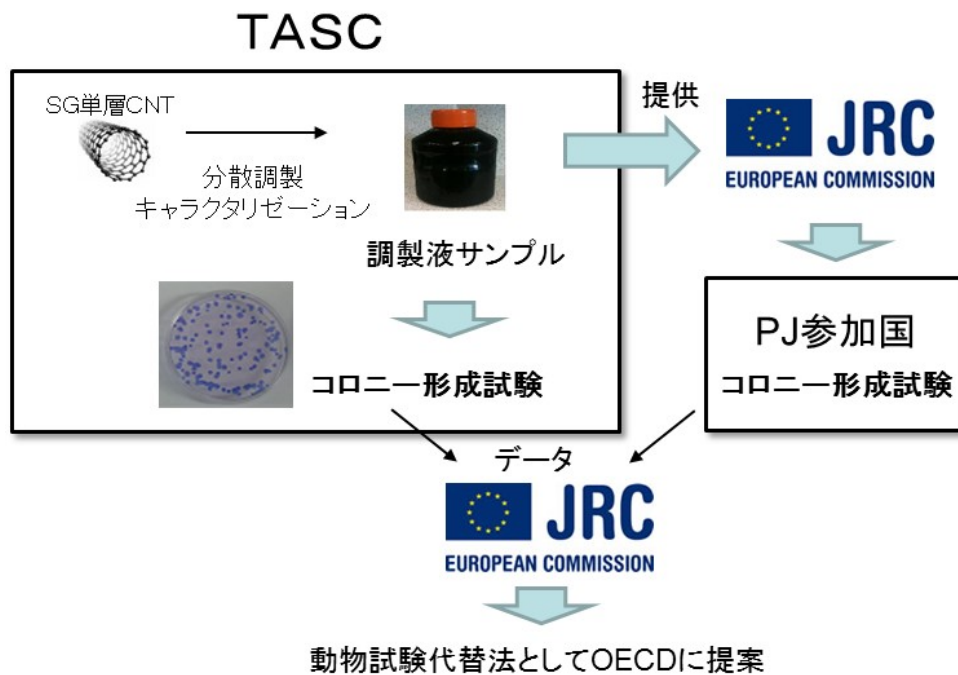 TASC
SG単層CNT
分散調製
キャラクタリゼーション
調製液サンプル
コロニー形成試験
提供
JRC
EUROPEAN COMMISSION
PJ参加国
コロニー形成試験
データ
JRC
EUROPEAN COMMISSION
動物試験代替法としてOECDに提案